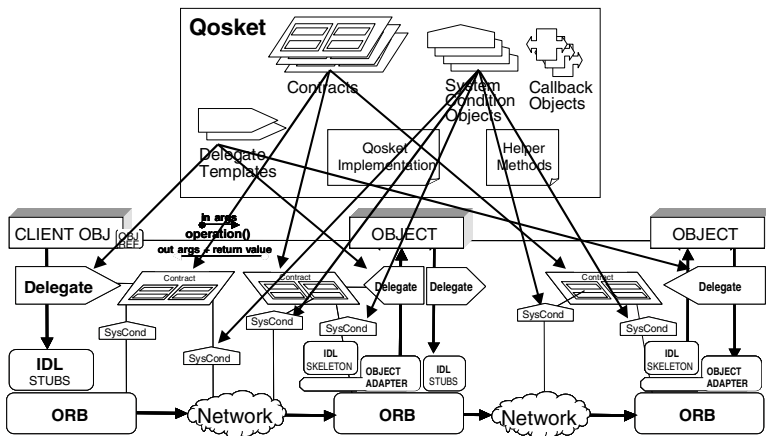 Qosket
Contracts
System
Condition
Objects
Callback
Objects
Delegate
Templates
Qosket
Implementation
Helper
Methods
CLIENT OBJ
OBJ
REF
in args
operation()
out args + return value
OBJECT
OBJECT
Delegate
Contract
Contract
Delegate
Delegate
Contract
Delegate
SysCond
SysCond
SysCond
SysCond
SysCond
SysCond
IDL
STUBS
IDL
SKELETON
OBJECT
ADAPTER
IDL
STUBS
IDL
SKELETON
OBJECT
ADAPTER
ORB
Network
ORB
Network
ORB